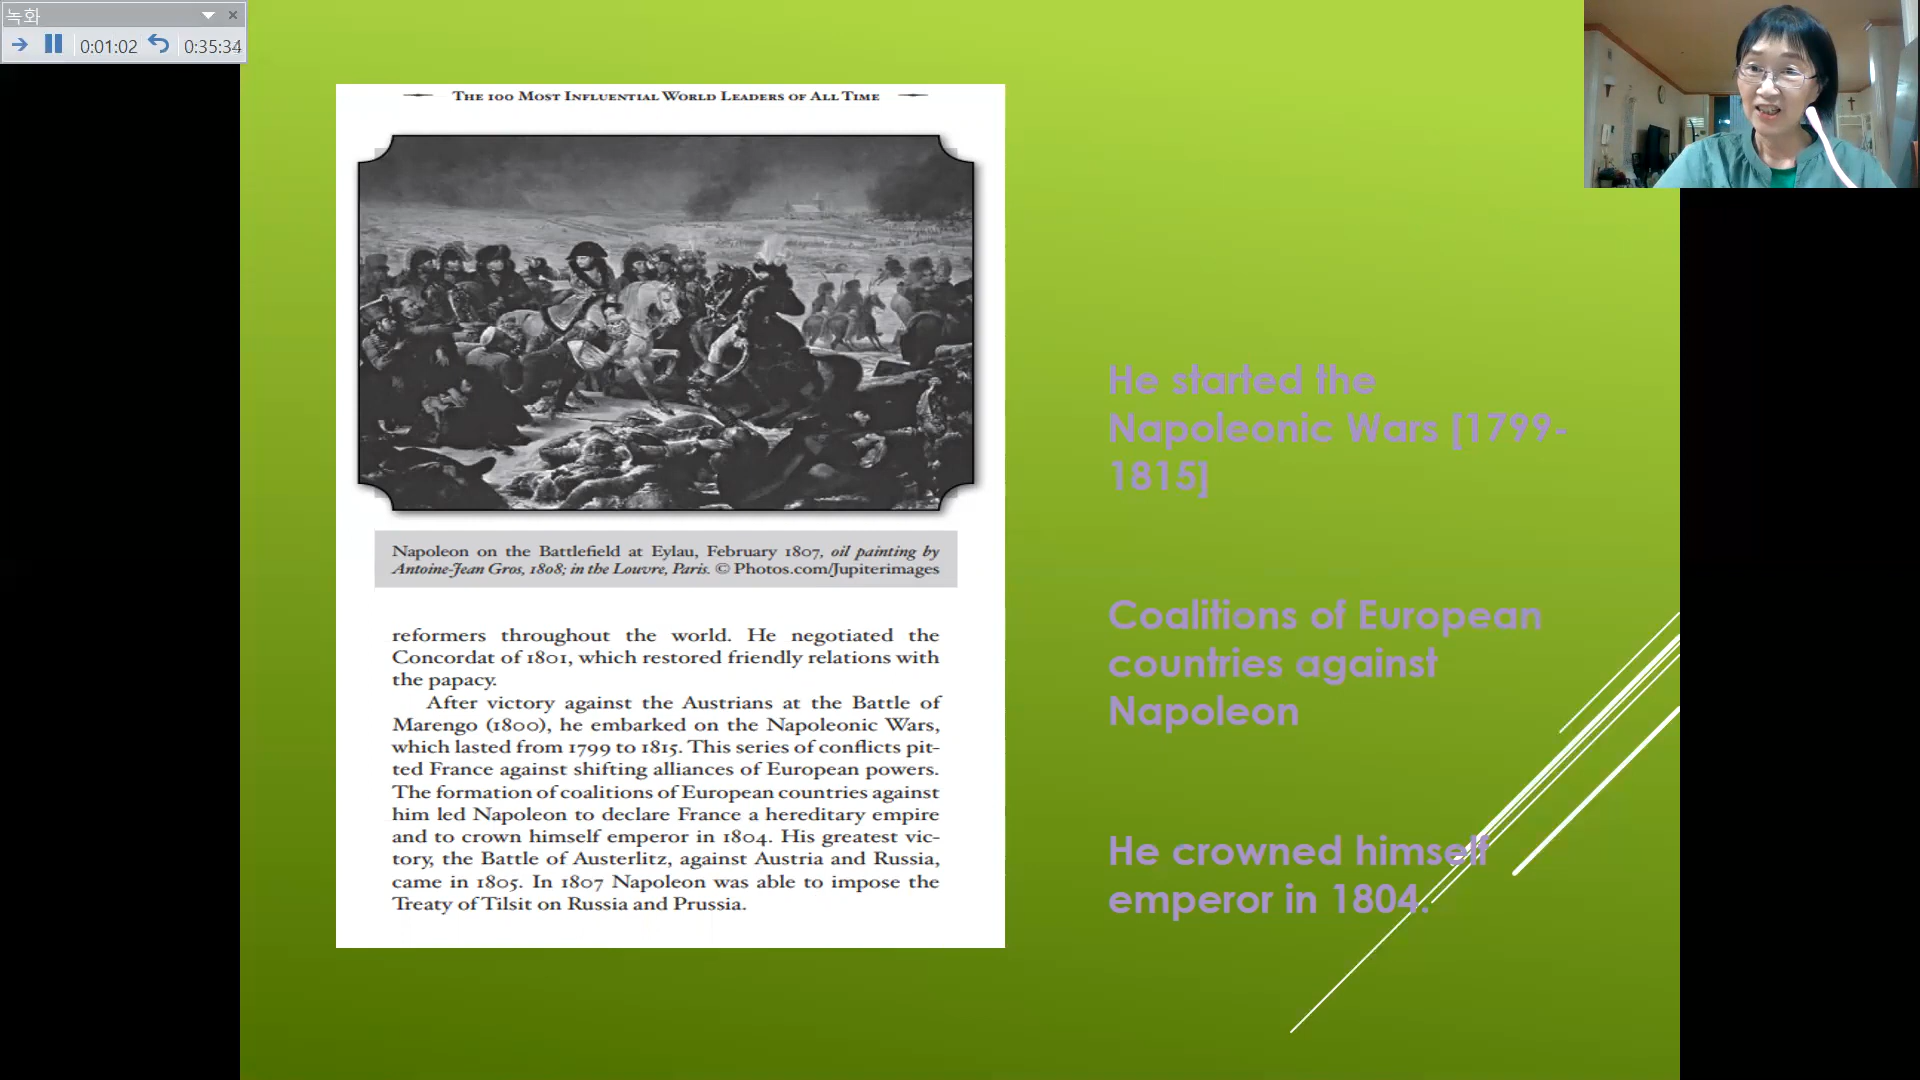 녹화
0:01:02
0:35:34
The 100 Most Influential World Leaders of All Time
Napoleon on the Battlefield at Eylau, February 1807, oil painting by
Antoine-Jean Gros, 1808; in the Louvre, Paris. © Photos.com/Jupiterimages
reformers throughout the world. He negotiated the
Concordat of 1801, which restored friendly relations with
the papacy.
After victory against the Austrians at the Battle of
Marengo (1800), he embarked on the Napoleonic Wars,
which lasted from 1799 to 1815. This series of conflicts pit-
ted France against shifting alliances of European powers.
The formation of coalitions of European countries against
him led Napoleon to declare France a hereditary empire
and to crown himself emperor in 1804. His greatest vic-
tory, the Battle of Austerlitz, against Austria and Russia,
came in 1805. In 1807 Napoleon was able to impose the
Treaty of Tilsit on Russia and Prussia.
He started the
Napoleonic Wars [1799-
1815]
Coalitions of European
countries against
Napoleon
He crowned himself
emperor in 1804.